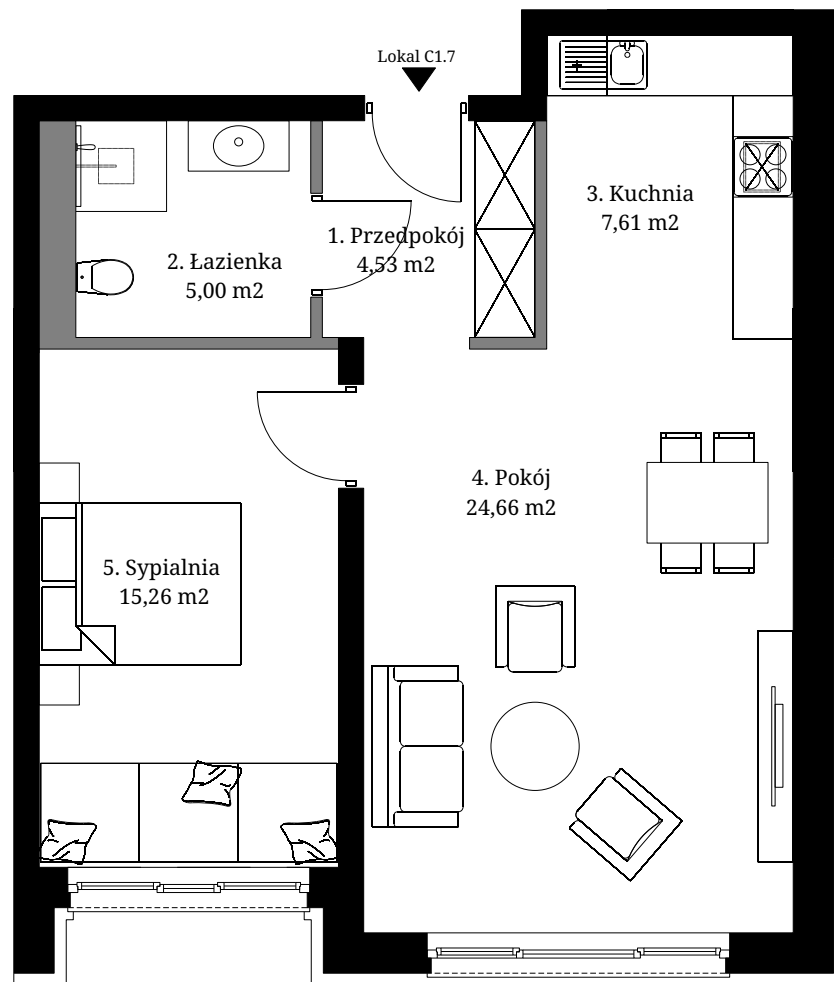 Lokal C1.7
3. Kuchnia
7,61 m2
1. Przedpokój
4,53 m2
2. Łazienka
5,00 m2
4. Pokój
24,66 m2
5. Sypialnia
15,26 m2